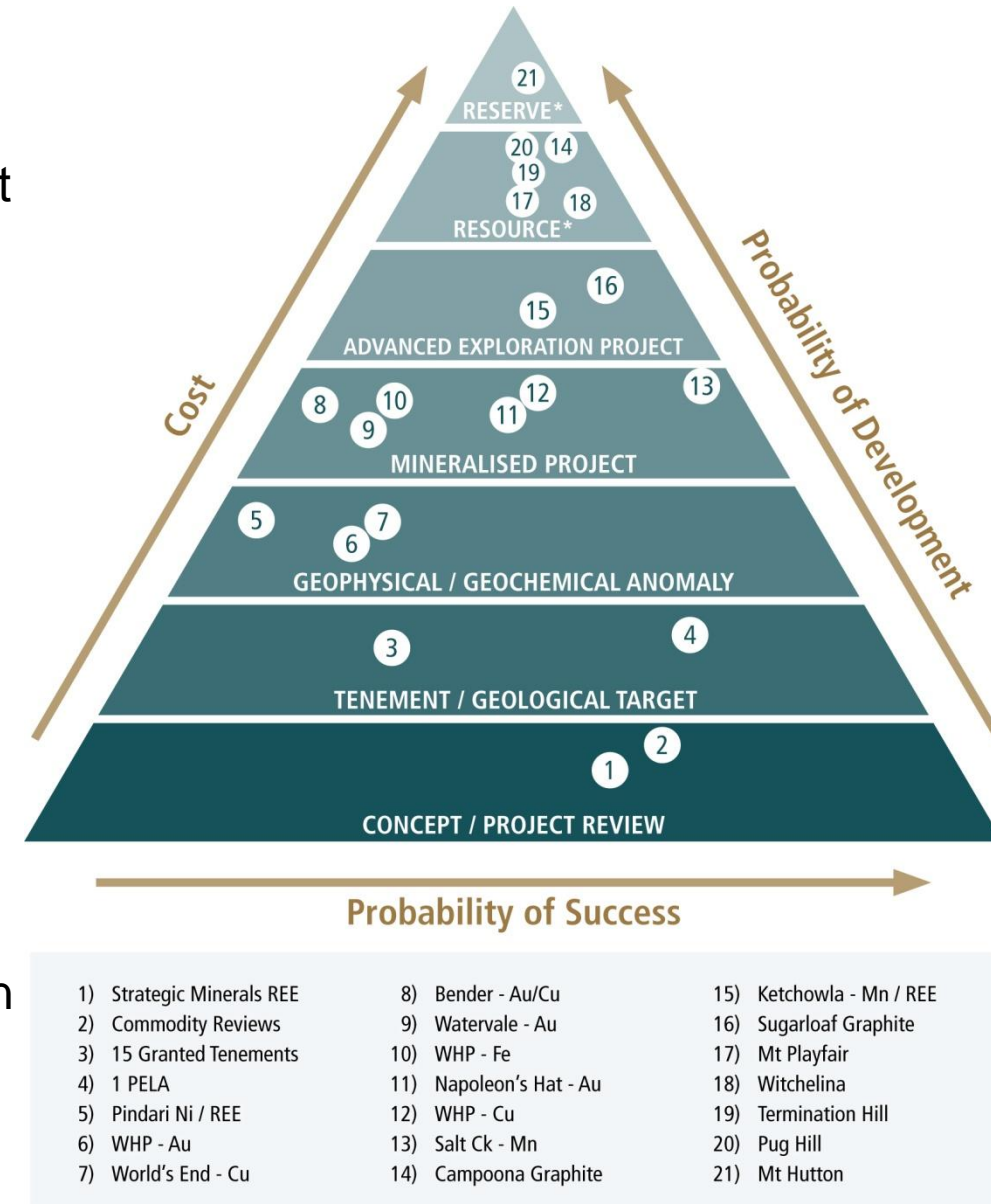 21
RESERVE*
20 14
19
17 18
RESOURCE*
t
16
15
ADVANCED EXPLORATION PROJECT
Cost
Probability of Development
8 10 12 13
9 11
MINERALISED PROJECT
5 7
6
GEOPHYSICAL / GEOCHEMICAL ANOMALY
3 4
TENEMENT / GEOLOGICAL TARGET
2
1
CONCEPT / PROJECT REVIEW
Probability of Success
n
1) Strategic Minerals REE
2) Commodity Reviews
3) 15 Granted Tenements
4) 1 PELA
5) Pindari Ni / REE
6) WHP - Au
7) World's End - Cu
8) Bender - Au/Cu
9) Watervale - Au
10) WHP - Fe
11) Napoleon's Hat - Au
12) WHP - Cu
13) Salt Ck - Mn
14) Campoona Graphite
15) Ketchowla - Mn / REE
16) Sugarloaf Graphite
17) Mt Playfair
18) Witchelina
19) Termination Hill
20) Pug Hill
21) Mt Hutton